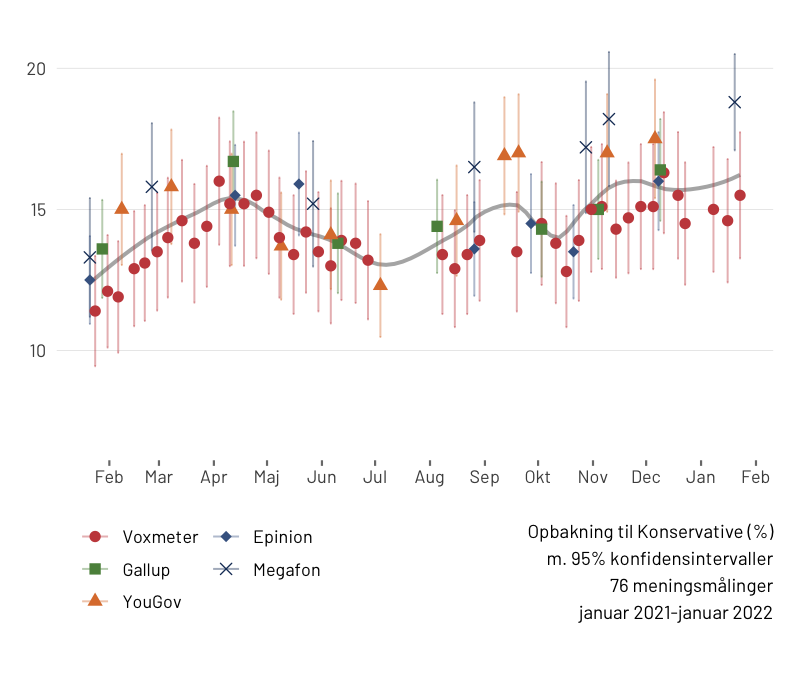 20
15
10
Feb Mar Apr Maj Jun Jul Aug Sep Okt Nov Dec Jan Feb
Voxmeter Epinion
Gallup Megafon
YouGov
Opbakning til Konservative (%)
m. 95% konfidensintervaller
76 meningsmålinger
januar 2021-januar 2022